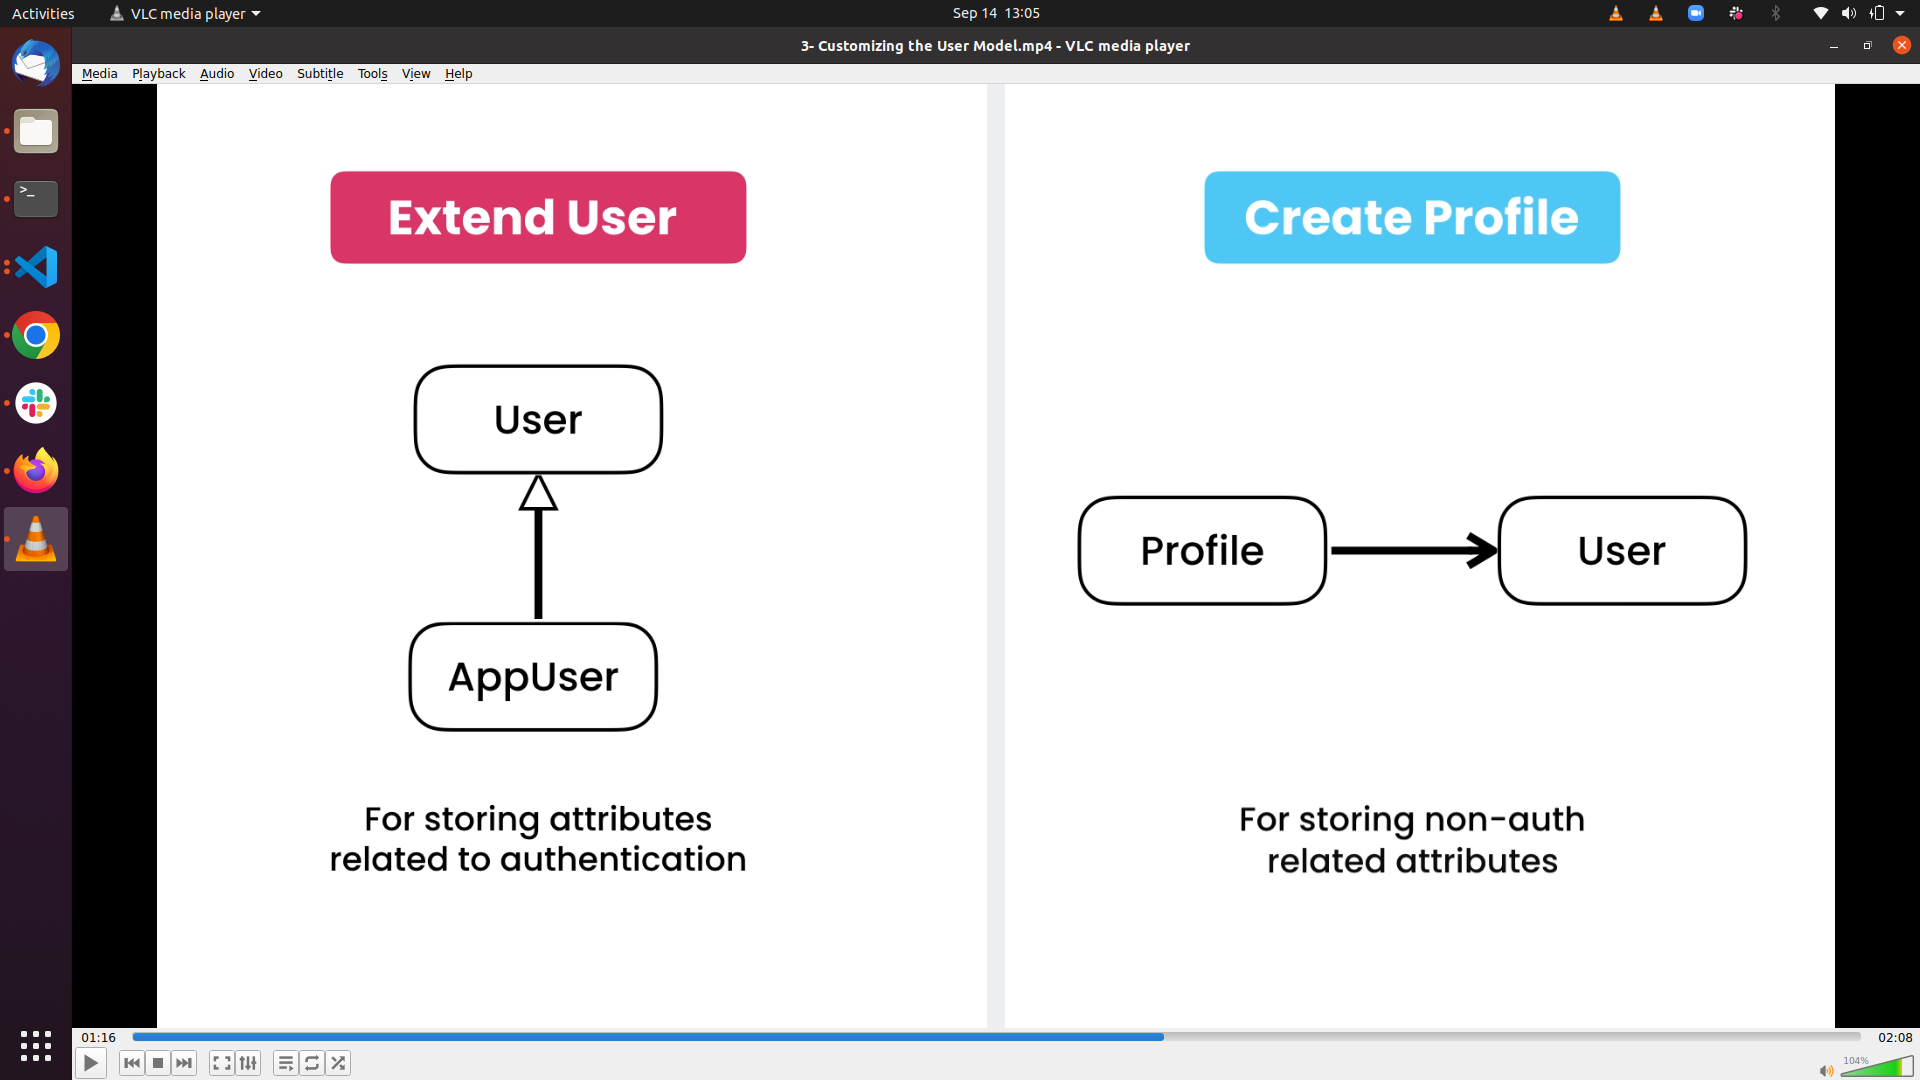 Activities
VLC media player
Sep 14 13:05
3- Customizing the User Model.mp4 - VLC media player
Media Playback Audio Video Subtitle Tools View Help
Extend User
User
AppUser
For storing attributes
related to authentication
Create Profile
Profile
User
For storing non-auth
related attributes
01:16
02:08
104%